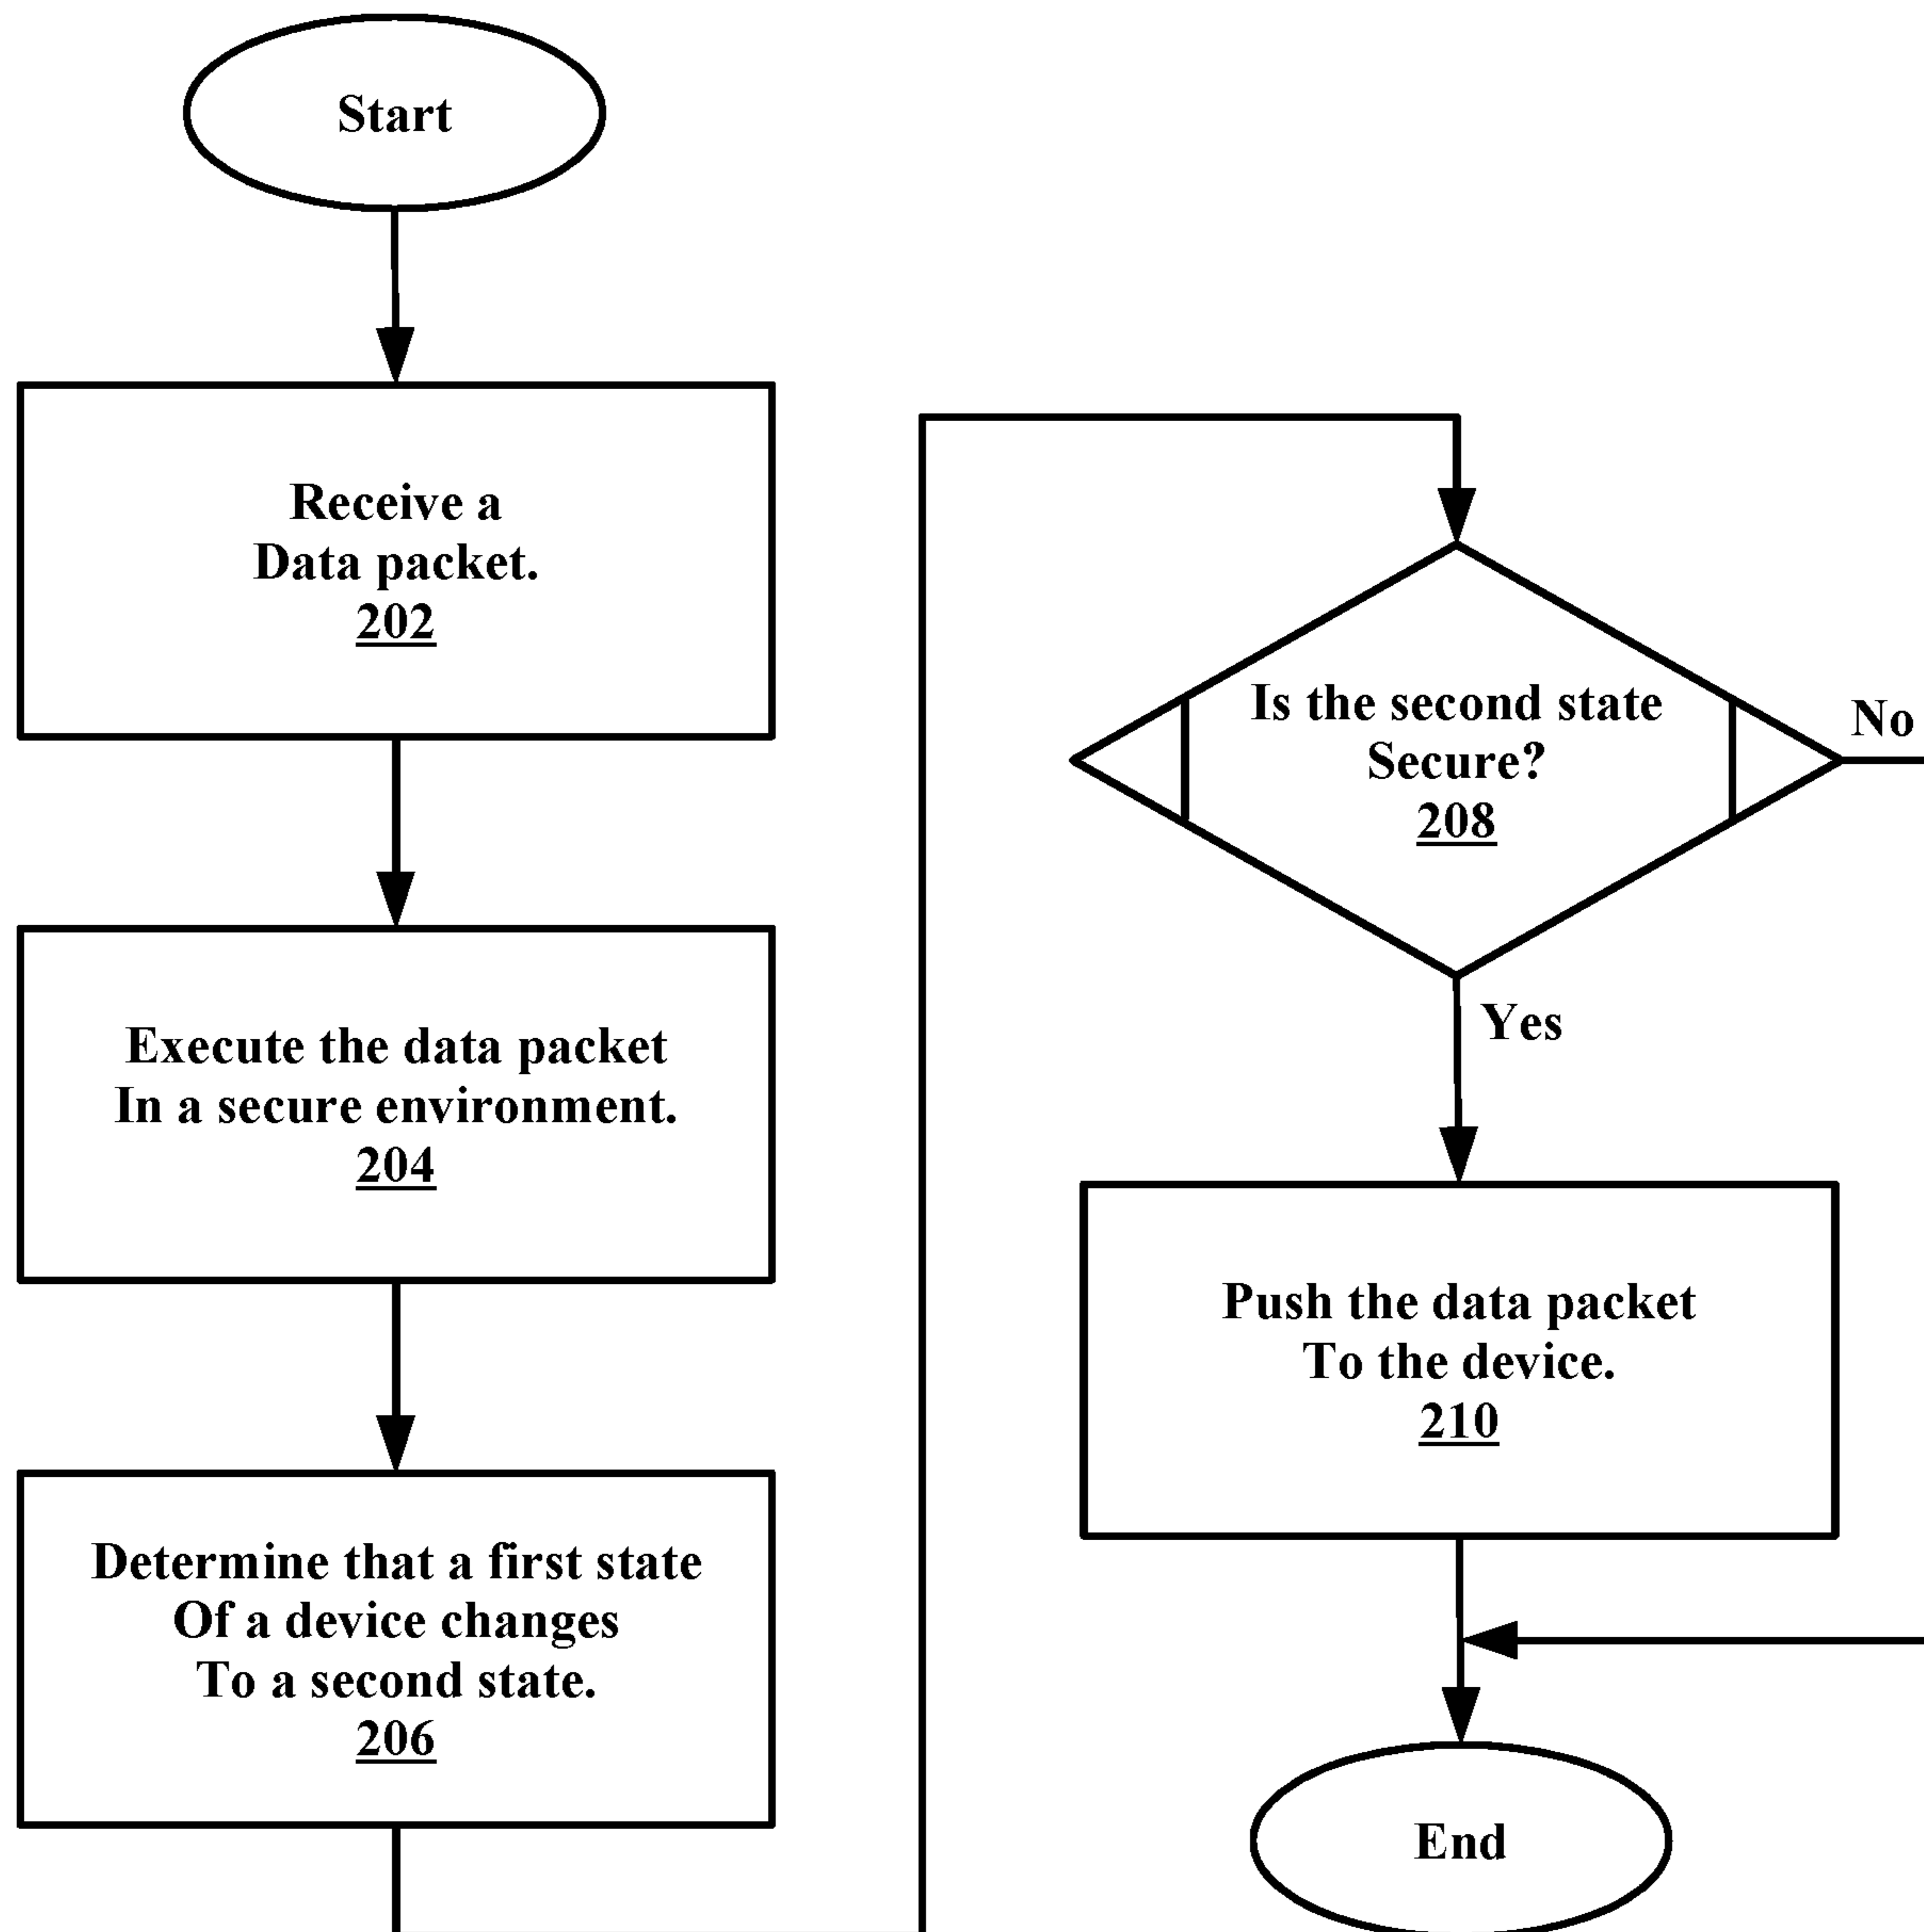 Start
Receive a
Data packet.
202
Execute the data packet
In a secure environment.
204
Determine that a first state
Of a device changes
To a second state.
206
Is the second state
Secure?
208
No
Yes
Push the data packet
To the device.
210
End